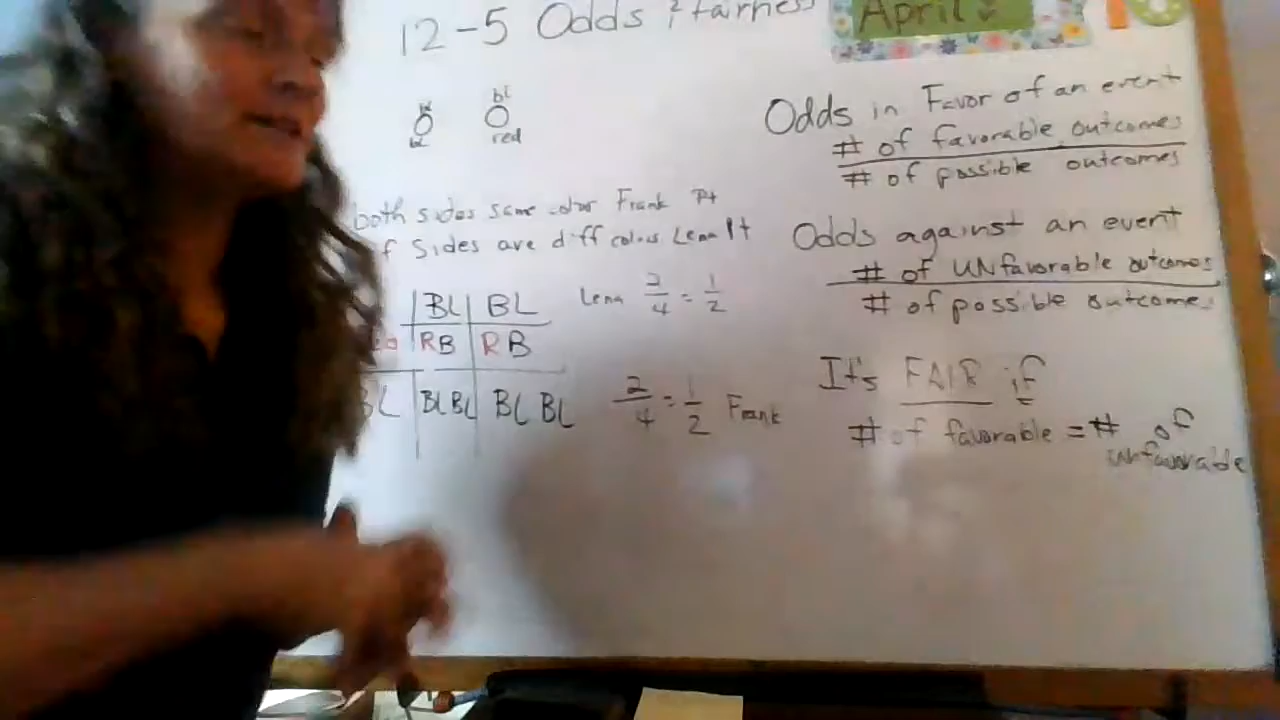 12-5 Odds & fairness
April
bl
bl
red
both sides same color Frank Pt
if sides are diff colors Lena 1t
BL BL
RB RB
BL BLBL BL BL
Lena 2/4 = 1/2
2/4 = 1/2 Frank
Odds in Favor of an event
# of favorable outcomes
# of possible outcomes
Odds against an event
# of UNfavorable outcomes
# of possible outcomes
It's FAIR if
# of favorable = # of
unfavorable